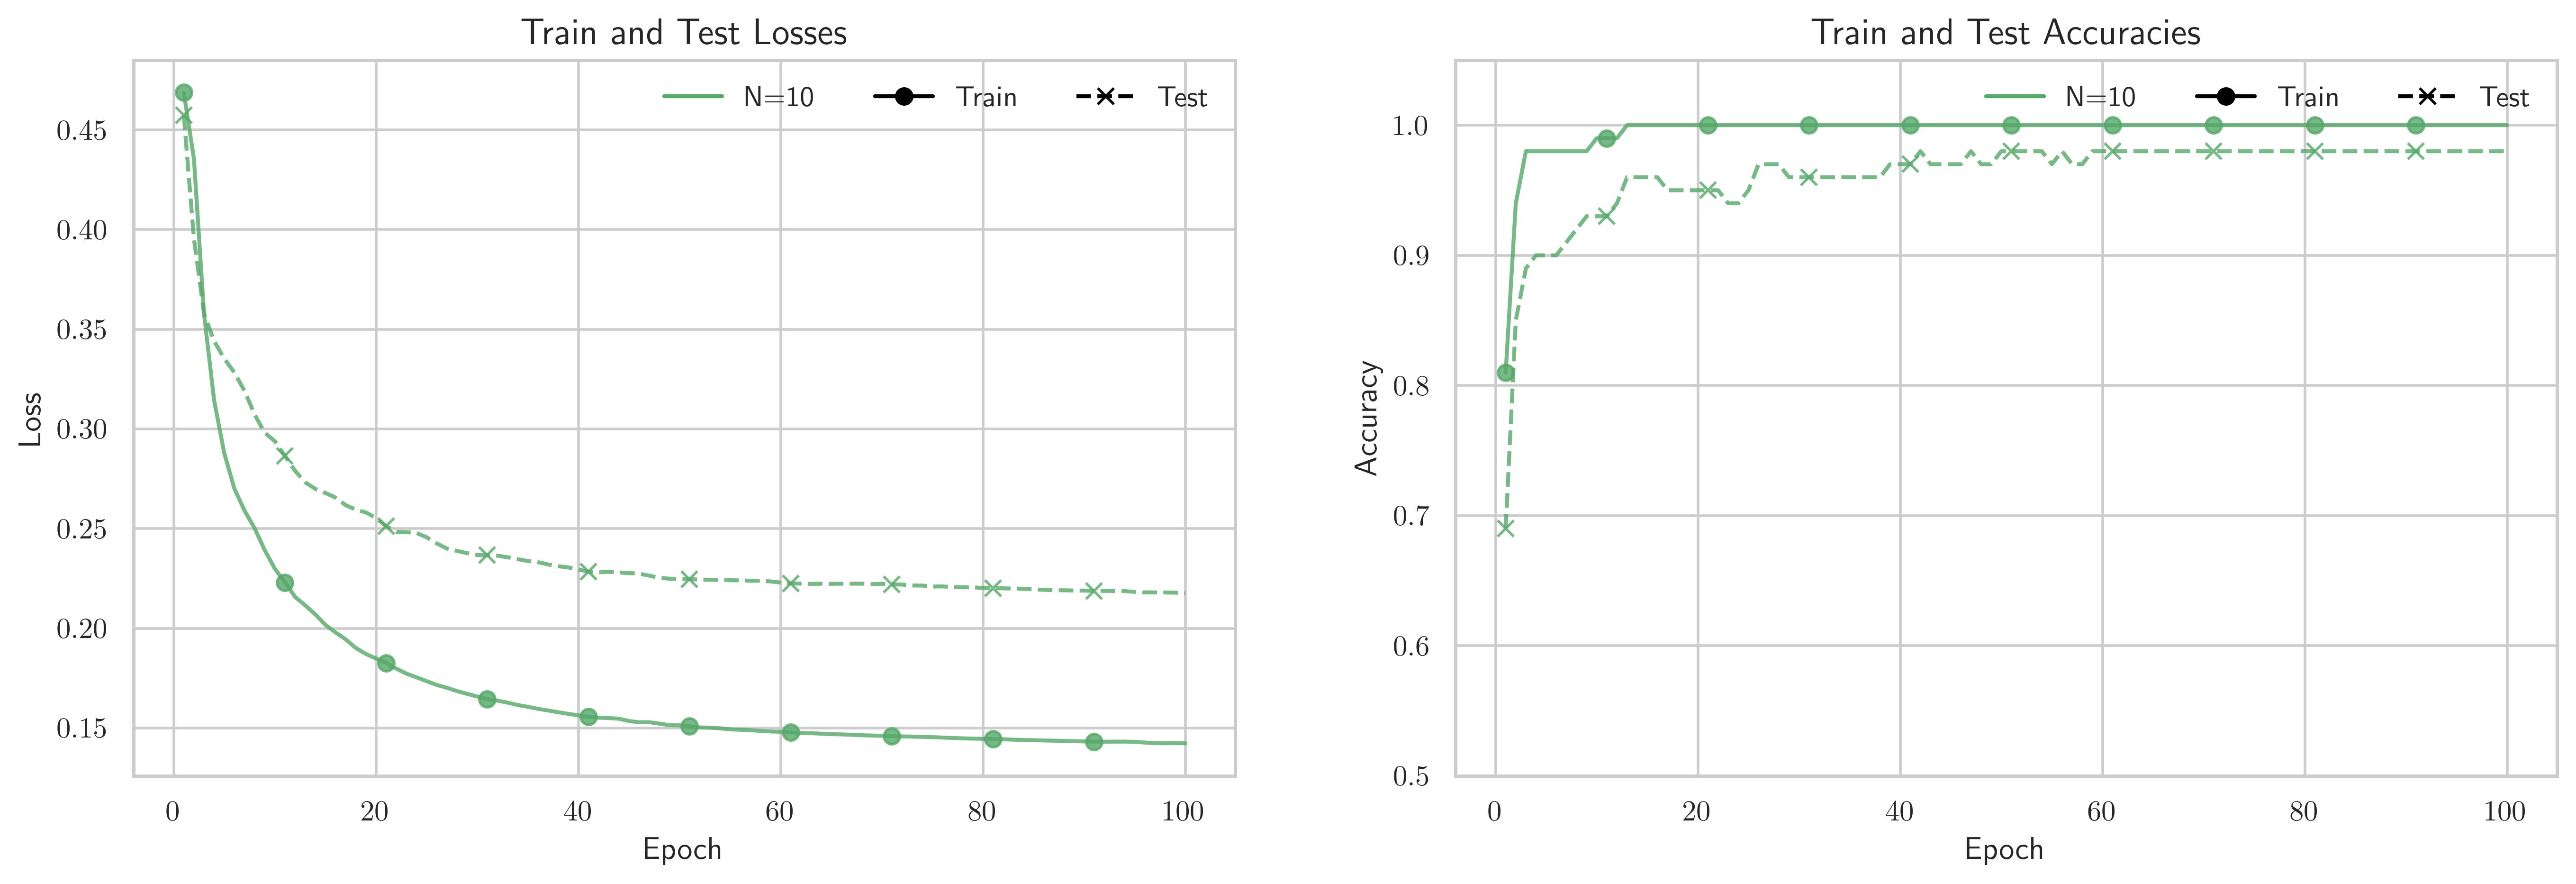 Train and Test Losses
N=10 Train Test
0.45
0.40
0.35
0.30
0.25
0.20
0.15
Loss
0 20 40 60 80 100
Epoch
Train and Test Accuracies
N=10 Train Test
1.0
0.9
0.8
0.7
0.6
0.5
Accuracy
0 20 40 60 80 100
Epoch